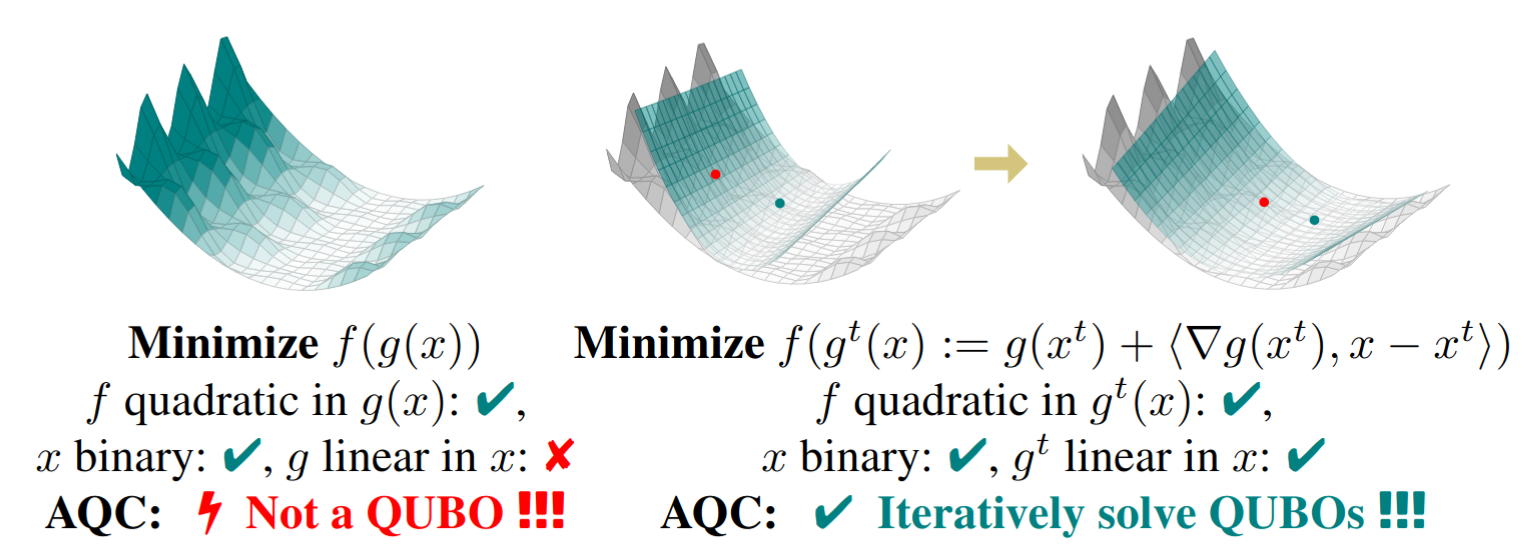 Minimize f(g(x))
f quadratic in g(x): ✔,
x binary: ✔, g linear in x: ✘
AQC: ⚡ Not a QUBO !!!
Minimize f(g^t(x) := g(x^t) + ⟨∇g(x^t), x − x^t⟩)
f quadratic in g^t(x): ✔,
x binary: ✔, g^t linear in x: ✔
AQC: ✔ Iteratively solve QUBOs !!!